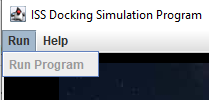 ISS Docking Simulation Program
Run Help
Run Program